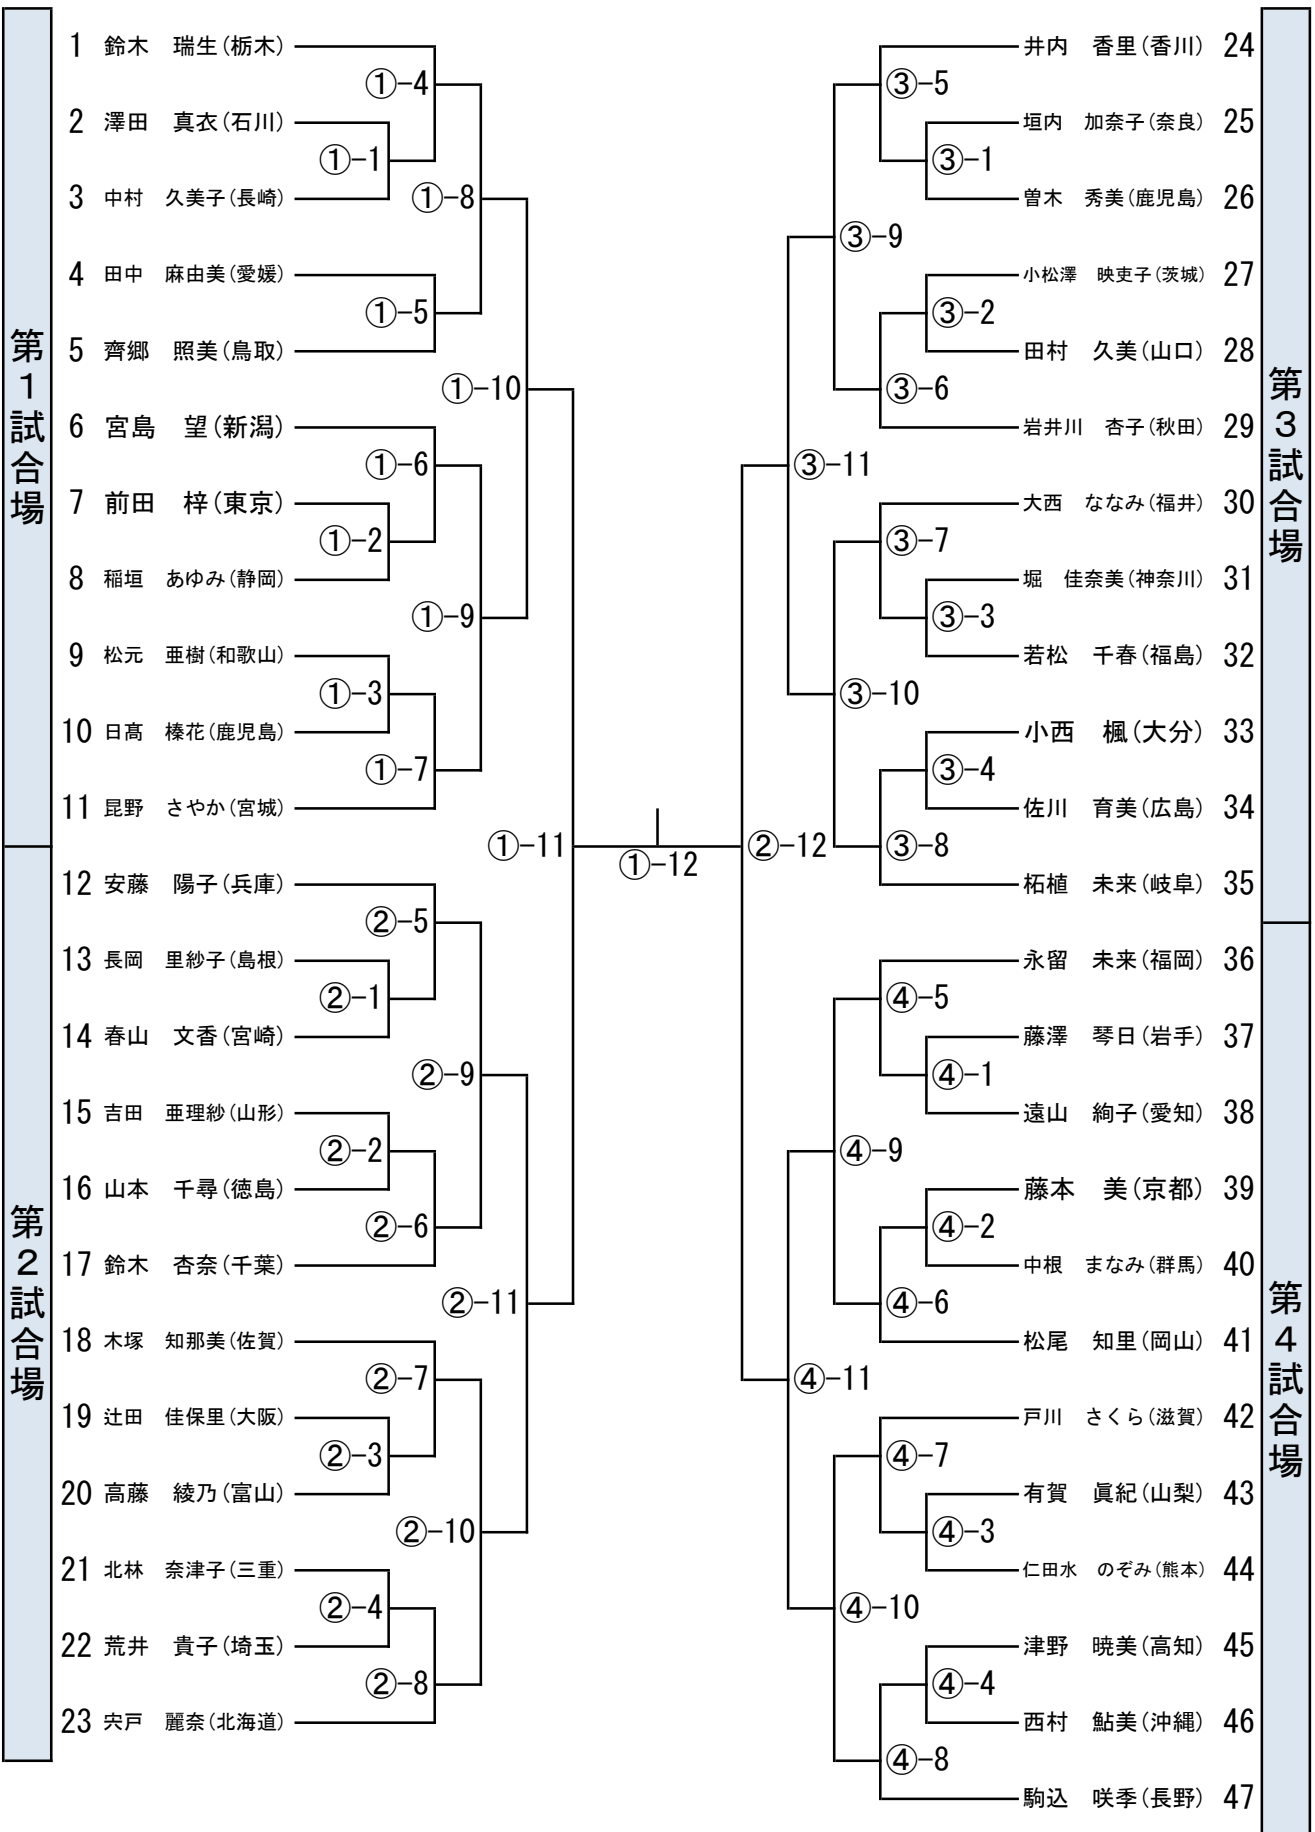 第1試合場
1 鈴木 瑞生(栃木)
①-4
2 澤田 真衣(石川)
①-1
3 中村 久美子(長崎)
①-8
4 田中 麻由美(愛媛)
①-5
5 齊郷 照美(鳥取)
①-10
6 宮島 望(新潟)
①-6
7 前田 梓(東京)
①-2
8 稲垣 あゆみ(静岡)
①-9
9 松元 亜樹(和歌山)
①-3
10 日髙 榛花(鹿児島)
①-7
11 昆野 さやか(宮城)
①-11
第2試合場
12 安藤 陽子(兵庫)
②-5
13 長岡 里紗子(島根)
②-1
14 春山 文香(宮崎)
②-9
15 吉田 亜理紗(山形)
②-2
16 山本 千尋(徳島)
②-6
17 鈴木 杏奈(千葉)
②-11
18 木塚 知那美(佐賀)
②-7
19 辻田 佳保里(大阪)
②-3
20 高藤 綾乃(富山)
②-10
21 北林 奈津子(三重)
②-4
22 荒井 貴子(埼玉)
②-8
23 宍戸 麗奈(北海道)
①-12
②-12
第3試合場
井内 香里(香川) 24
③-5
垣内 加奈子(奈良) 25
③-1
曽木 秀美(鹿児島) 26
③-9
小松澤 映吏子(茨城) 27
③-2
田村 久美(山口) 28
③-6
岩井川 杏子(秋田) 29
③-11
大西 ななみ(福井) 30
③-7
堀 佳奈美(神奈川) 31
③-3
若松 千春(福島) 32
③-10
小西 楓(大分) 33
③-4
佐川 育美(広島) 34
③-8
柘植 未来(岐阜) 35
第4試合場
永留 未来(福岡) 36
④-5
藤澤 琴日(岩手) 37
④-1
遠山 絢子(愛知) 38
④-9
藤本 美(京都) 39
④-2
中根 まなみ(群馬) 40
④-6
松尾 知里(岡山) 41
④-11
戸川 さくら(滋賀) 42
④-7
有賀 眞紀(山梨) 43
④-3
仁田水 のぞみ(熊本) 44
④-10
津野 暁美(高知) 45
④-4
西村 鮎美(沖縄) 46
④-8
駒込 咲季(長野) 47